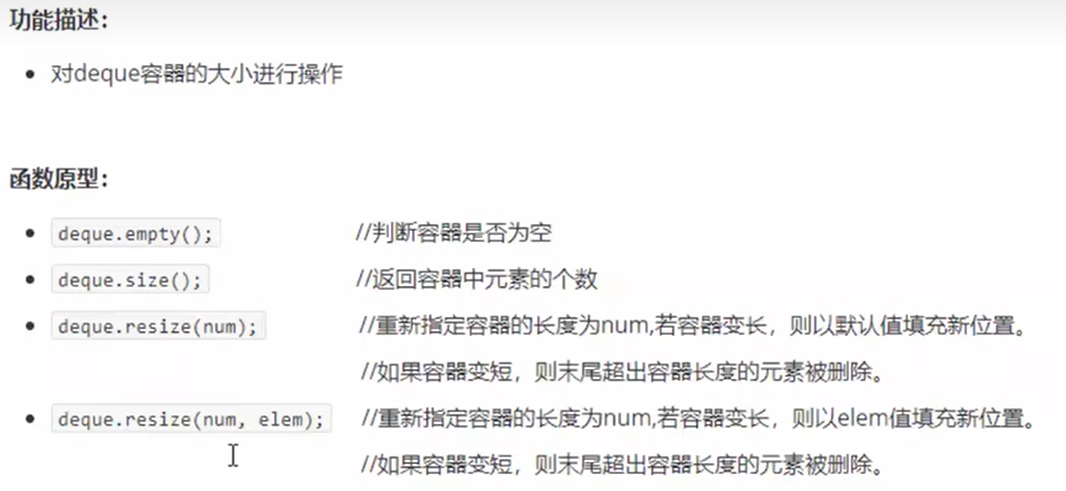 功能描述：
• 对deque容器的大小进行操作
函数原型：
• deque.empty(); //判断容器是否为空
• deque.size(); //返回容器中元素的个数
• deque.resize(num); //重新指定容器的长度为num,若容器变长，则以默认值填充新位置。
//如果容器变短，则末尾超出容器长度的元素被删除。
• deque.resize(num, elem); //重新指定容器的长度为num,若容器变长，则以elem值填充新位置。
//如果容器变短，则末尾超出容器长度的元素被删除。